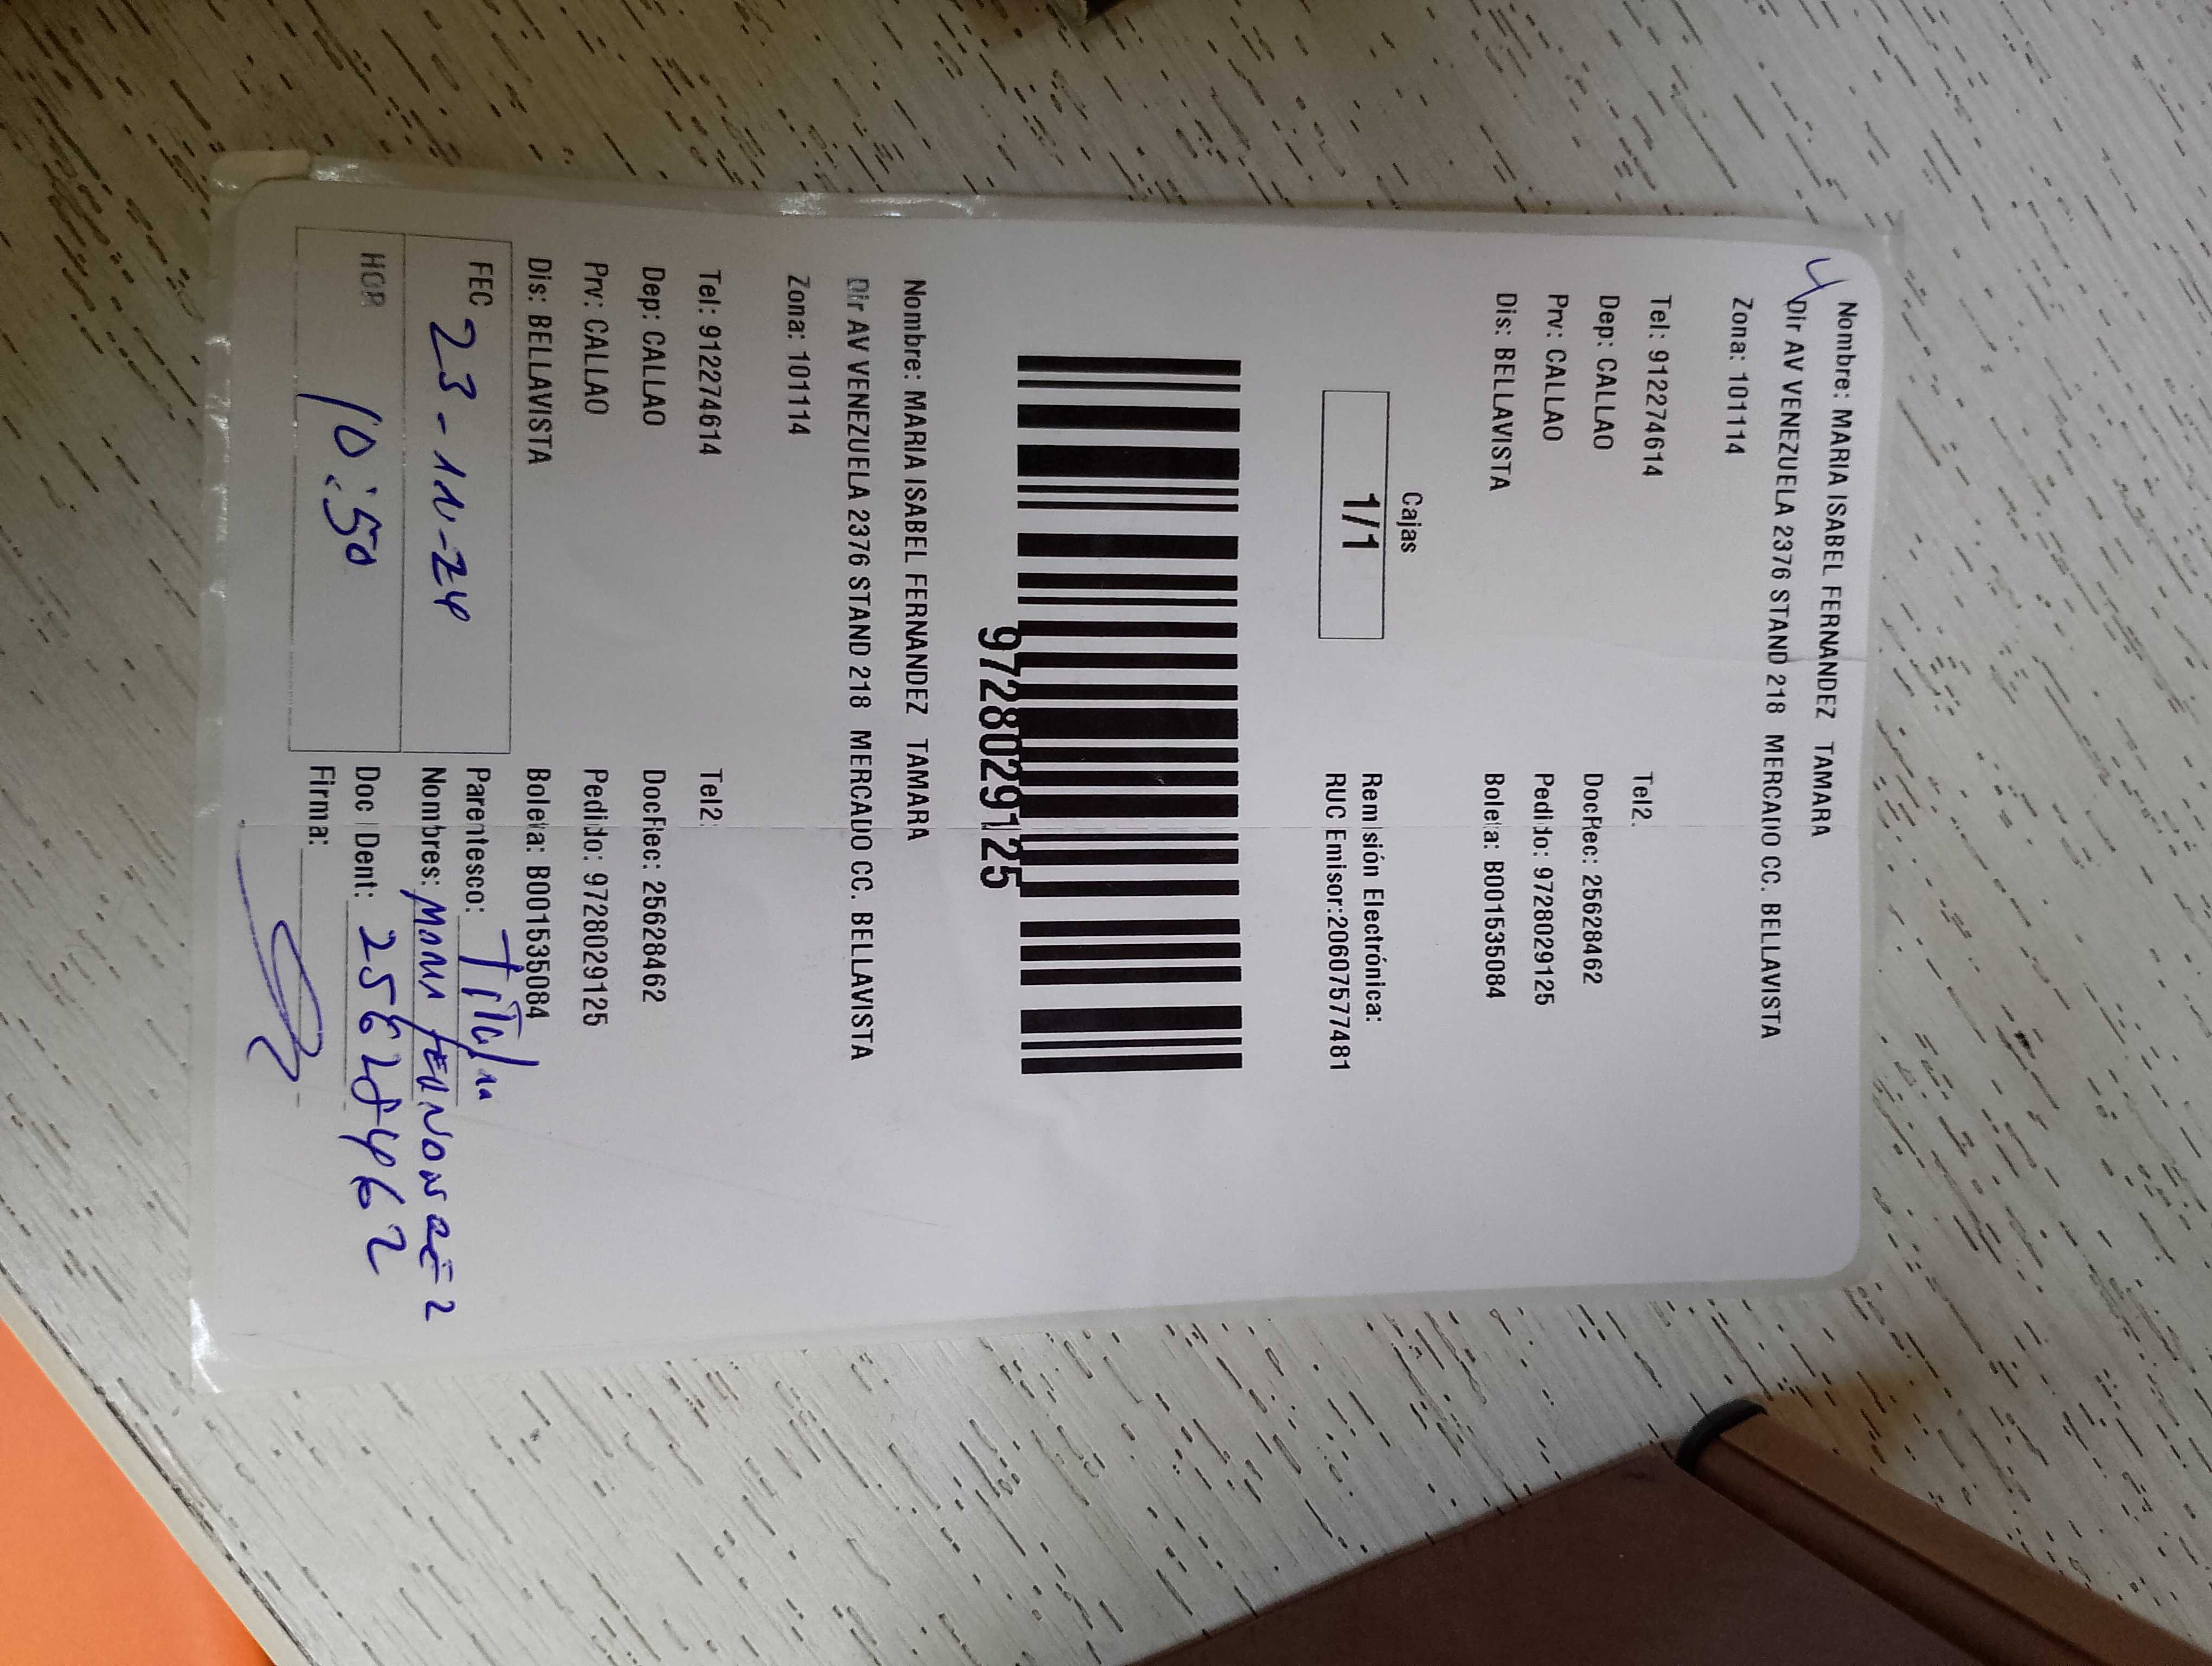 Nombre: MARIA ISABEL FERNANDEZ TAMARA
Dir AV VENEZUELA 2376 STAND 218 MERCADO CC. BELLAVISTA
Zona: 101114
Tel: 912274614 Tel2:
Dep: CALLAO DocRec: 25628462
Prv: CALLAO Pedido: 9728029125
Dis: BELLAVISTA Boleta: B001535084
Cajas
1/1
Remisión Electrónica:
RUC Emisor:20607577481
9728029125
Nombre: MARIA ISABEL FERNANDEZ TAMARA
Dir AV VENEZUELA 2376 STAND 218 MERCADO CC. BELLAVISTA
Zona: 101114
Tel: 912274614 Tel2:
Dep: CALLAO DocRec: 25628462
Prv: CALLAO Pedido: 9728029125
Dis: BELLAVISTA Boleta: B001535084
FEC 23-11-24 Parentesco:
Nombres:
HOR 10:50 Doc Dent: 25628462
Firma: